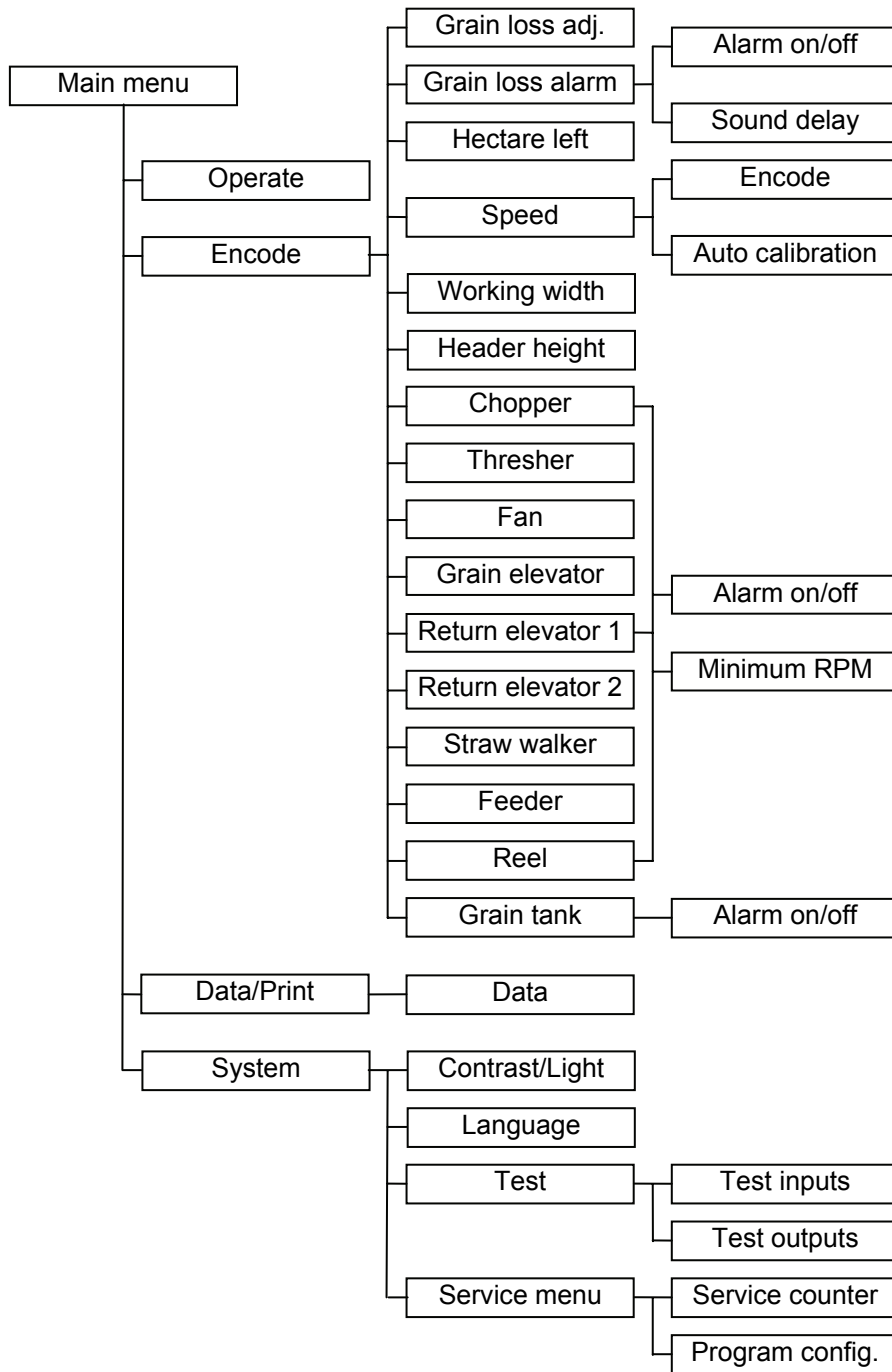 Main menu
Operate
Encode
Grain loss adj.
Grain loss alarm
Alarm on/off
Sound delay
Hectare left
Speed
Encode
Auto calibration
Working width
Header height
Chopper
Thresher
Fan
Grain elevator
Return elevator 1
Return elevator 2
Straw walker
Feeder
Reel
Alarm on/off
Minimum RPM
Grain tank
Alarm on/off
Data/Print
Data
System
Contrast/Light
Language
Test
Test inputs
Test outputs
Service menu
Service counter
Program config.